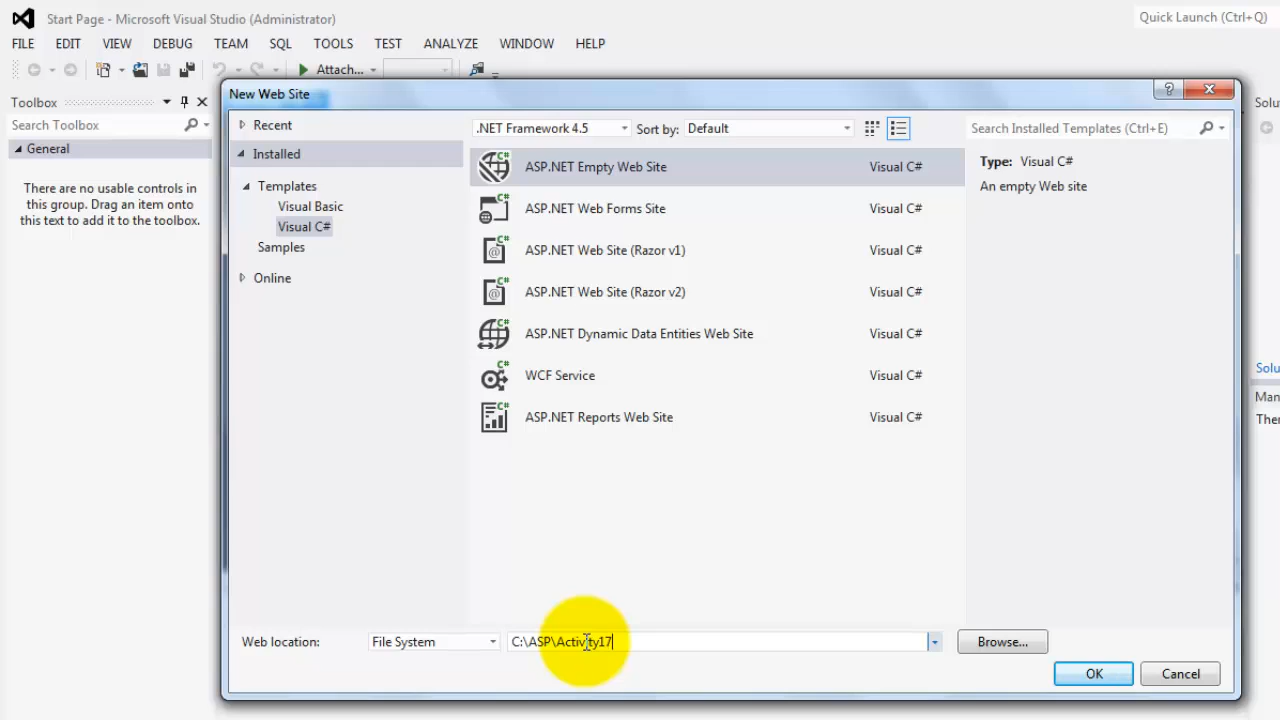 Start Page - Microsoft Visual Studio (Administrator)
Quick Launch (Ctrl+Q)
FILE EDIT VIEW DEBUG TEAM SQL TOOLS TEST ANALYZE WINDOW HELP
Attach...
New Web Site
Toolbox
Search Toolbox
General
There are no usable controls in
this group. Drag an item onto
this text to add it to the toolbox.
Recent
Installed
Templates
Visual Basic
Visual C#
Samples
Online
.NET Framework 4.5 Sort by: Default
Search Installed Templates (Ctrl+E)
ASP.NET Empty Web Site Visual C#
ASP.NET Web Forms Site Visual C#
ASP.NET Web Site (Razor v1) Visual C#
ASP.NET Web Site (Razor v2) Visual C#
ASP.NET Dynamic Data Entities Web Site Visual C#
WCF Service Visual C#
ASP.NET Reports Web Site Visual C#
Type: Visual C#
An empty Web site
Web location: File System C:\ASP\Activity17 Browse...
OK Cancel
Solu
Solu
Man
Ther